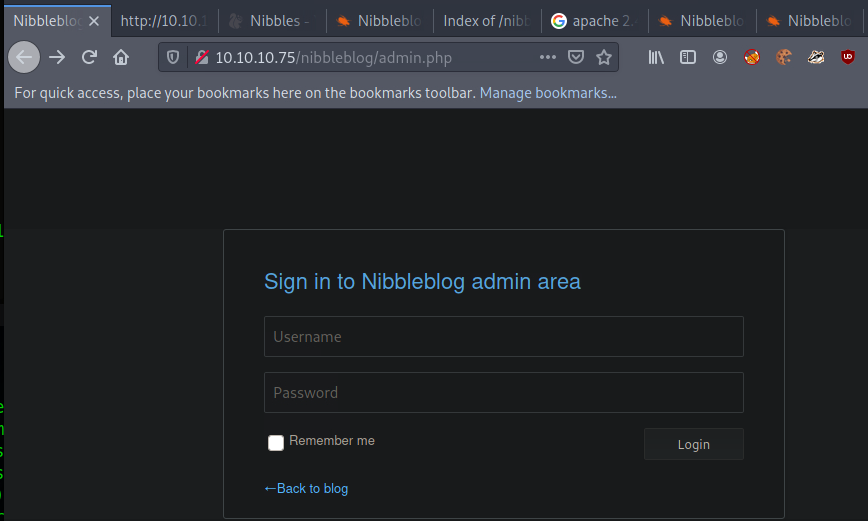 Nibbleblog http://10.10.1 Nibbles - Nibbleblo Index of /nibb apache 2. Nibbleblo Nibbleblo
10.10.10.75/nibbleblog/admin.php
For quick access, place your bookmarks here on the bookmarks toolbar. Manage bookmarks...
Sign in to Nibbleblog admin area
Username
Password
Remember me Login
←Back to blog